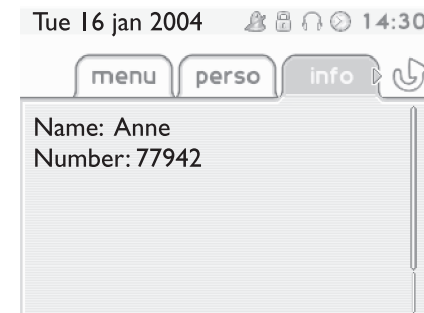 Tue 16 jan 2004 14:30
menu perso info
Name: Anne
Number: 77942